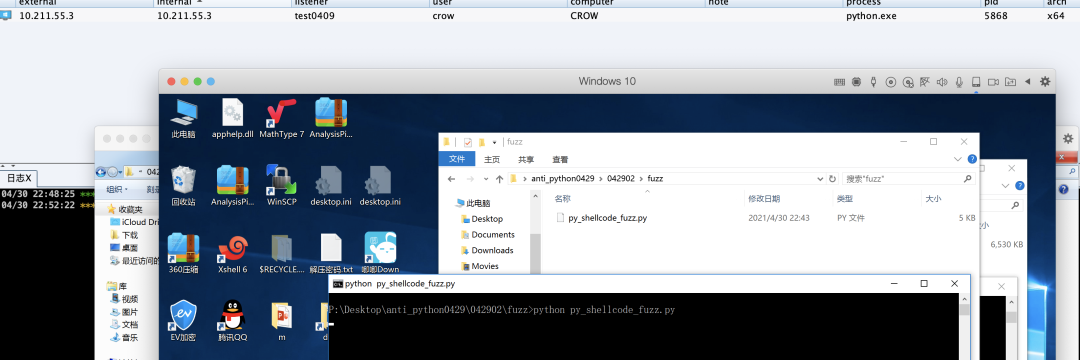 external internal listener user computer note process pid arch
10.211.55.3 10.211.55.3 test0409 crow CROW python.exe 5868 x64
Windows 10
此电脑 apphelp.dll MathType 7 AnalysisPi...
fuzz
文件 主页 共享 查看
anti_python0429 042902 fuzz 搜索"fuzz"
名称 修改日期 类型 大小
py_shellcode_fuzz.py 2021/4/30 22:43 PY 文件 5 KB
此电脑
Desktop
Documents
Downloads
Movies
回收站 AnalysisPi... WinSCP desktop.ini desktop.ini
360压缩 Xshell 6 $RECYCLE.... 解压密码.txt 唧唧Down
EV加密 腾讯QQ m d
日志X
04/30 22:48:25 ***
04/30 22:52:22 ***
042
组织
收藏夹
iCloud Dri
下载
桌面
最近访问的
库
视频
图片
文档
音乐
小
6,530 KB
python py_shellcode_fuzz.py
P:\Desktop\anti_python0429\042902\fuzz>python py_shellcode_fuzz.py